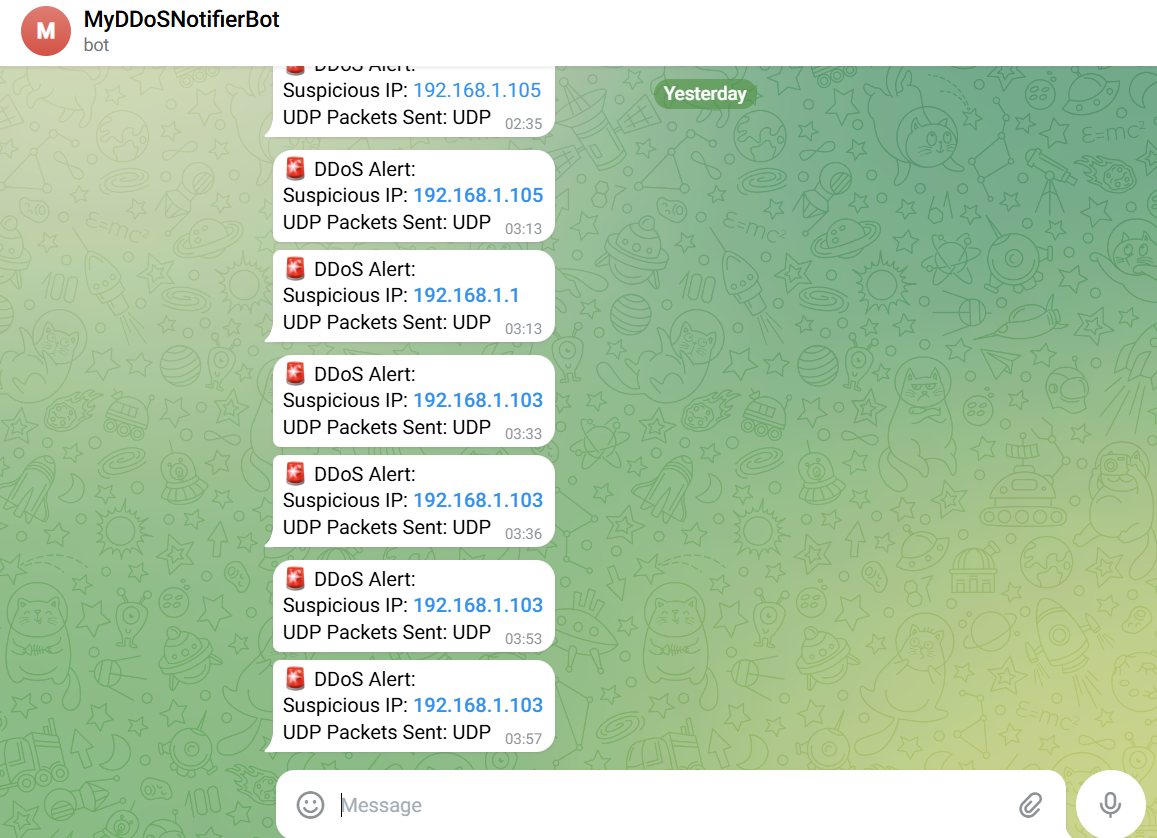 M
MyDDoSNotifierBot
bot
Yesterday
DDoS Alert:
Suspicious IP: 192.168.1.105
UDP Packets Sent: UDP 02:35
DDoS Alert:
Suspicious IP: 192.168.1.105
UDP Packets Sent: UDP 03:13
DDoS Alert:
Suspicious IP: 192.168.1.1
UDP Packets Sent: UDP 03:13
DDoS Alert:
Suspicious IP: 192.168.1.103
UDP Packets Sent: UDP 03:33
DDoS Alert:
Suspicious IP: 192.168.1.103
UDP Packets Sent: UDP 03:36
DDoS Alert:
Suspicious IP: 192.168.1.103
UDP Packets Sent: UDP 03:53
DDoS Alert:
Suspicious IP: 192.168.1.103
UDP Packets Sent: UDP 03:57
Message